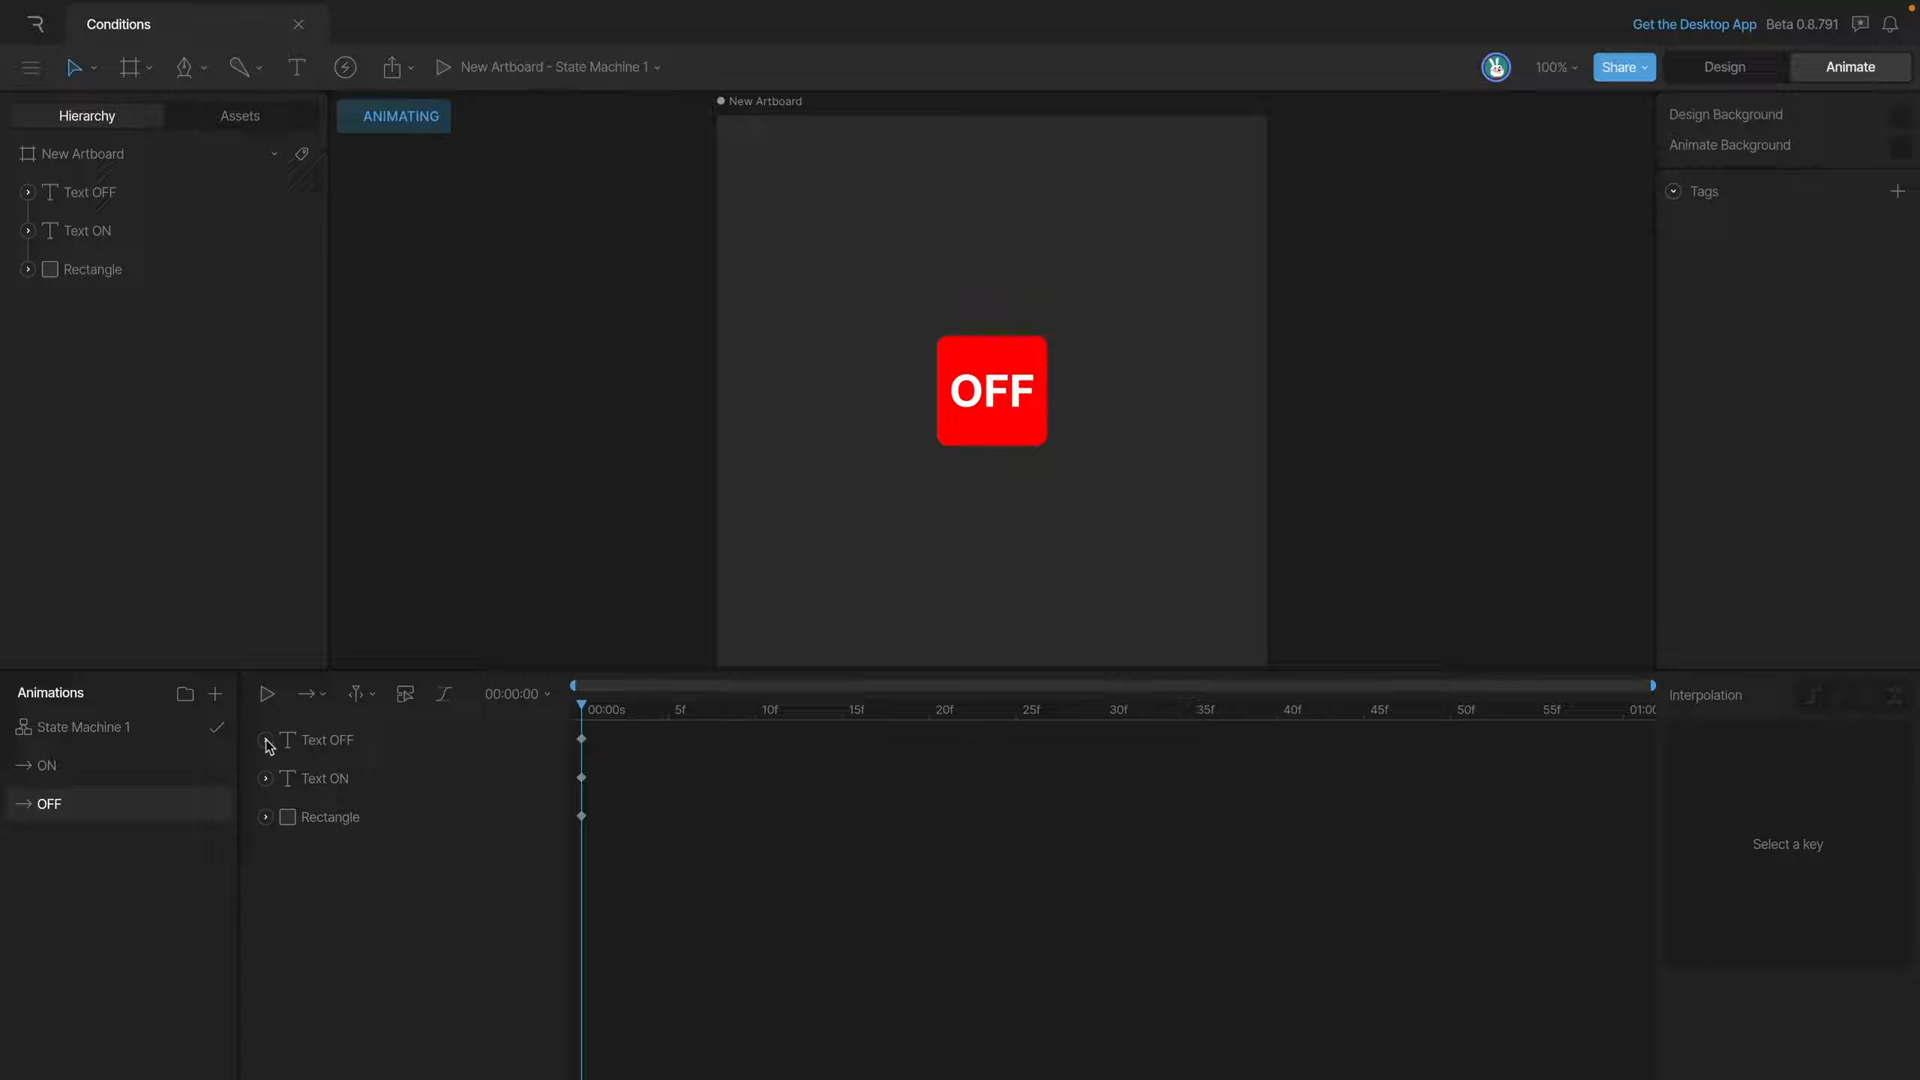 Conditions
Get the Desktop App
Beta 0.8.791
New Artboard - State Machine 1
100%
Share
Design
Animate
Hierarchy
Assets
ANIMATING
New Artboard
Design Background
Animate Background
New Artboard
Tags
Text OFF
Text ON
Rectangle
OFF
Animations
00:00:00
Interpolation
00:00s 5f 10f 15f 20f 25f 30f 35f 40f 45f 50f 55f 01:00
State Machine 1
Text OFF
ON
Text ON
OFF
Rectangle
Select a key